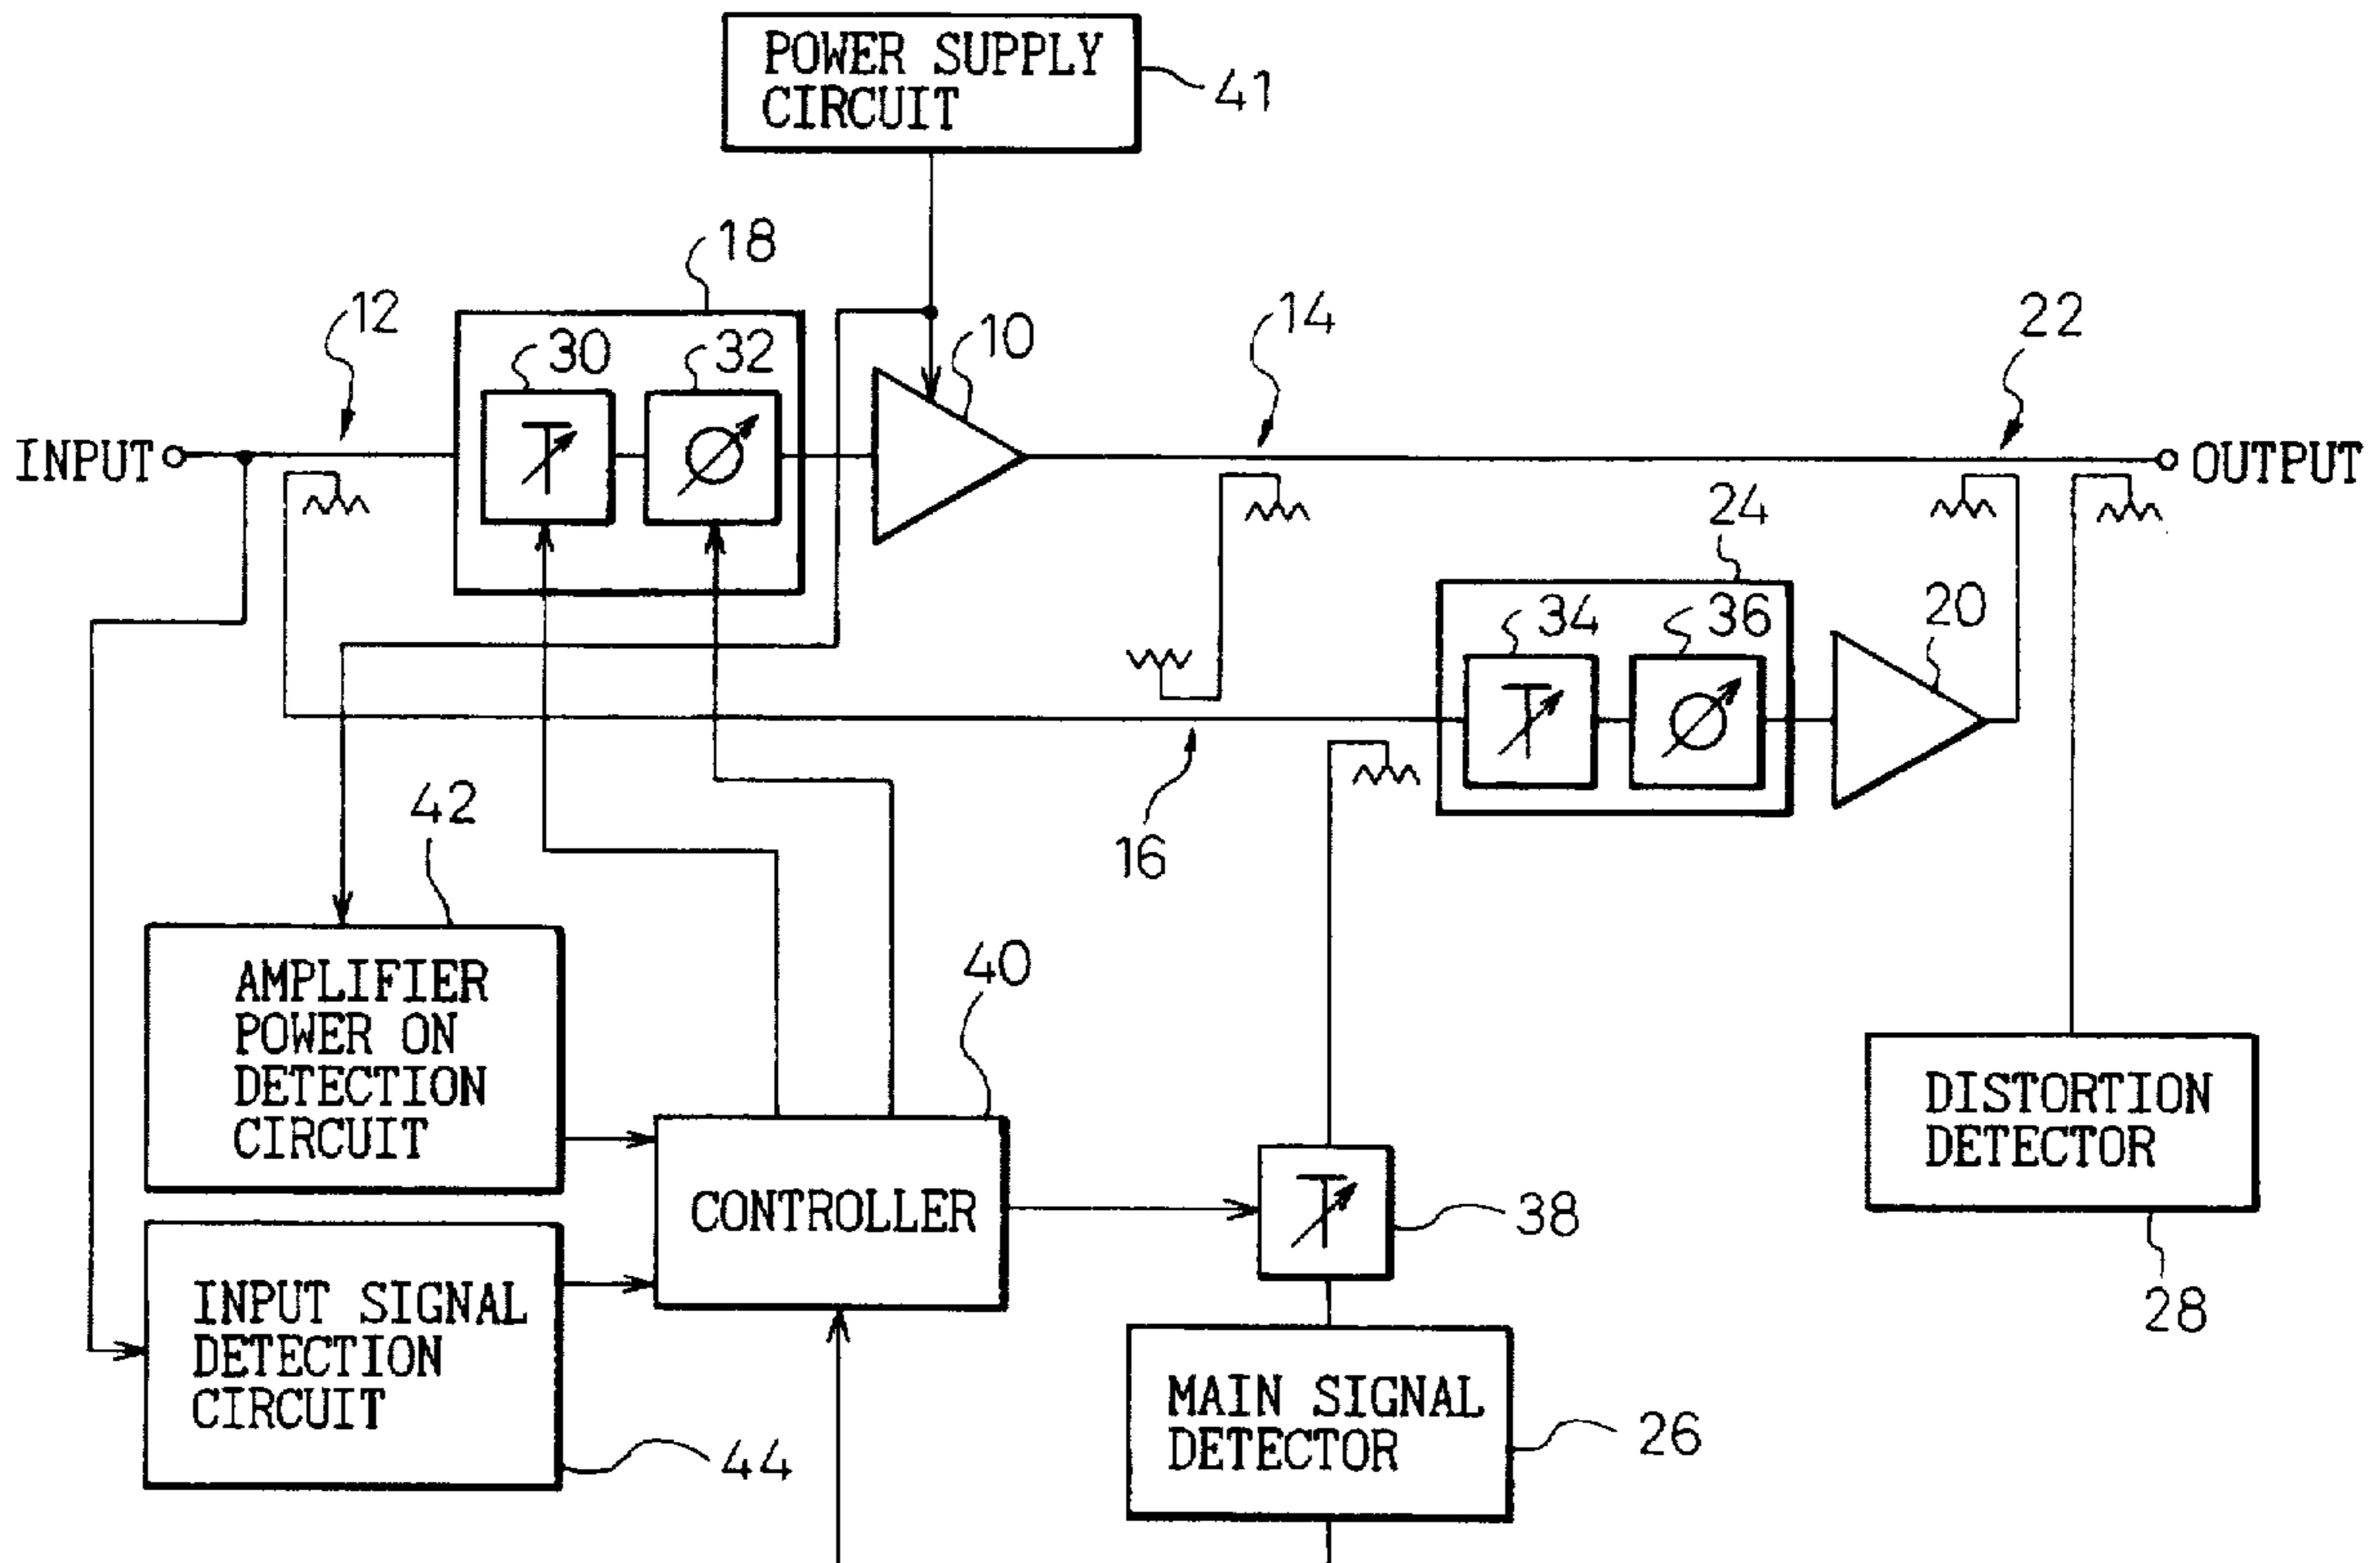 POWER SUPPLY
CIRCUIT
41
18
12
30
32
10
14
22
INPUT
OUTPUT
24
34
36
20
16
42
AMPLIFIER
POWER ON
DETECTION
CIRCUIT
40
CONTROLLER
38
DISTORTION
DETECTOR
28
INPUT SIGNAL
DETECTION
CIRCUIT
44
MAIN SIGNAL
DETECTOR
26